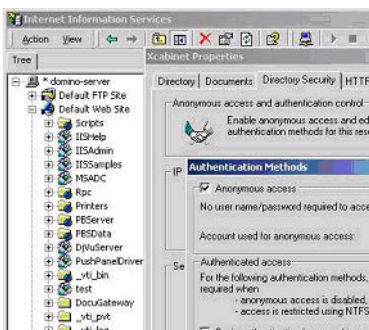 Internet Information Services
Action View
Tree
* domino-server
Default FTP Site
Default Web Site
Scripts
IISHelp
IISAdmin
IISSamples
MSADC
Rpc
Printers
PBServer
PBSData
DjVuServer
PushPanelDriver
_vti_bin
test
DocuGateway
_vti_pvt
_vti_log
Xcabinet Properties
Directory Documents Directory Security HTTP
Anonymous access and authentication control
Enable anonymous access and ed
authentication methods for this res
IP
Authentication Methods
Anonymous access
No user name/password required to acce
Account used for anonymous access:
Se
Authenticated access
For the following authentication methods,
required when
- anonymous access is disabled,
- access is restricted using NTFS